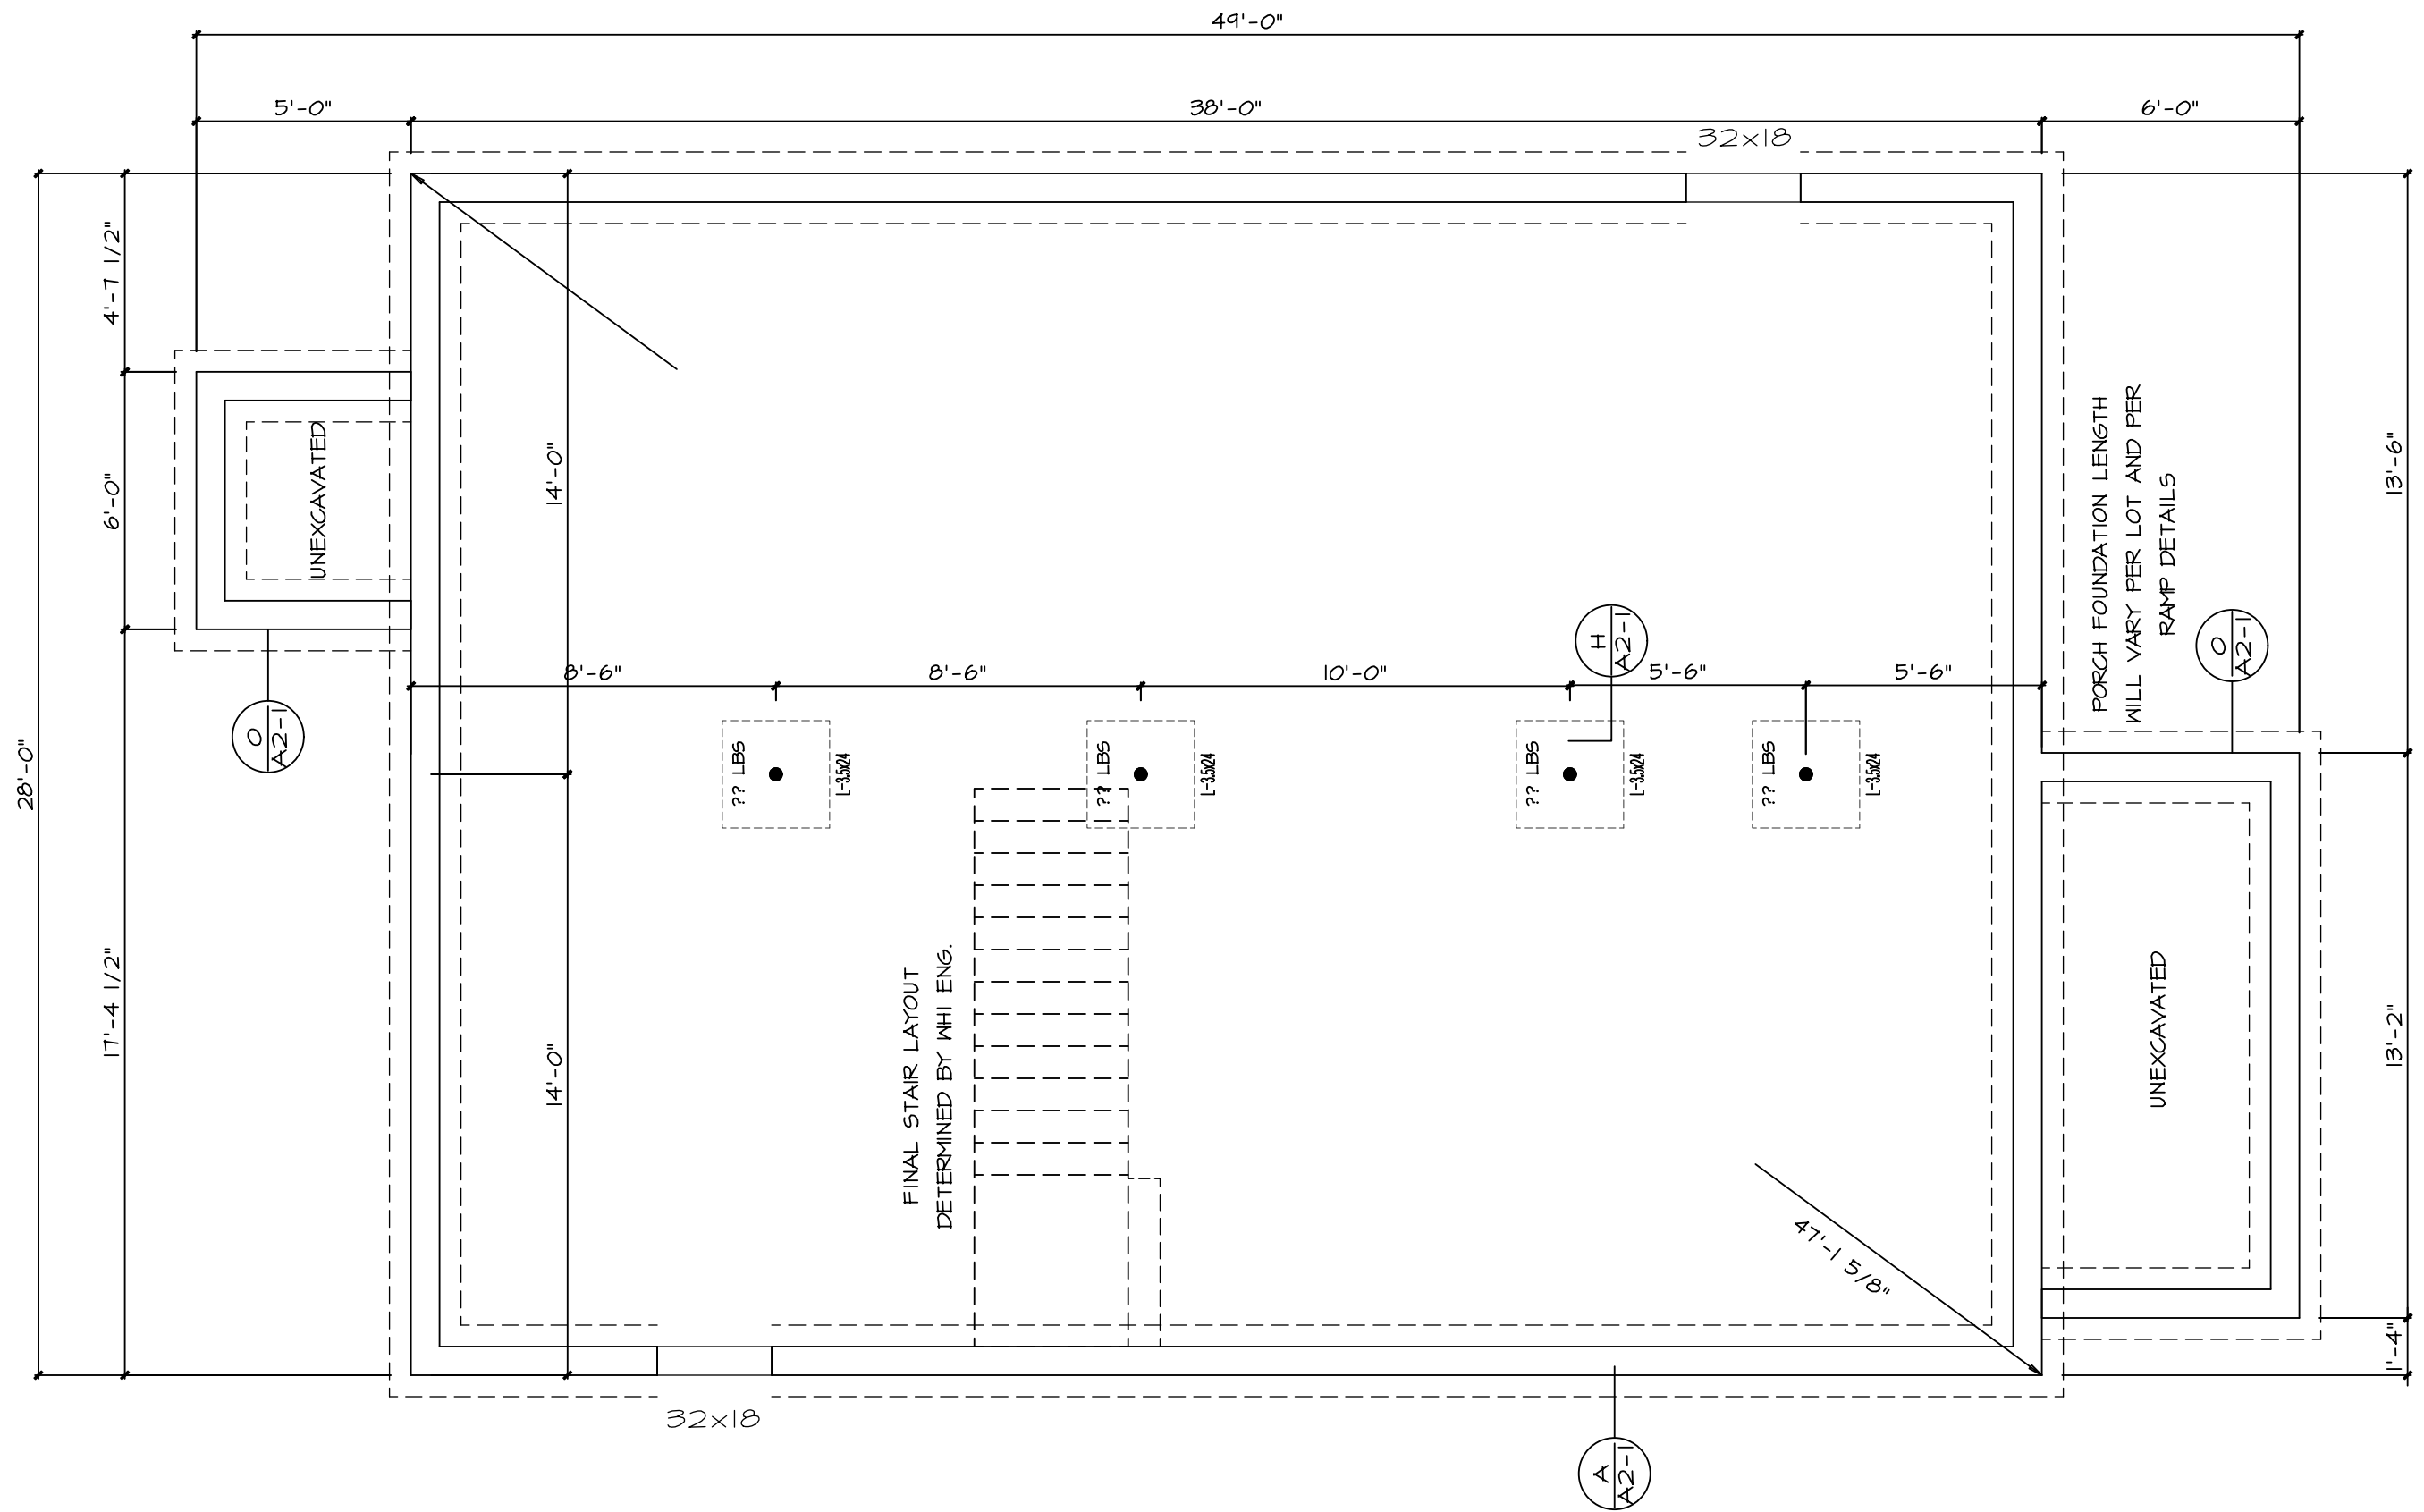 49'-0"
5'-0"
38'-0"
6'-0"
32x18
4'-7 1/2"
6'-0"
17'-4 1/2"
28'-0"
UNEXCAVATED
O
A2-1
14'-0"
14'-0"
8'-6"
8'-6"
10'-0"
5'-6"
5'-6"
H
A2-1
?? LBS
L-3.5x24
?? LBS
L-3.5x24
?? LBS
L-3.5x24
?? LBS
L-3.5x24
FINAL STAIR LAYOUT
DETERMINED BY WHI ENG.
PORCH FOUNDATION LENGTH
WILL VARY PER LOT AND PER
RAMP DETAILS
O
A2-1
13'-6"
13'-2"
1'-4"
UNEXCAVATED
47'-1 5/8"
32x18
A
A2-1